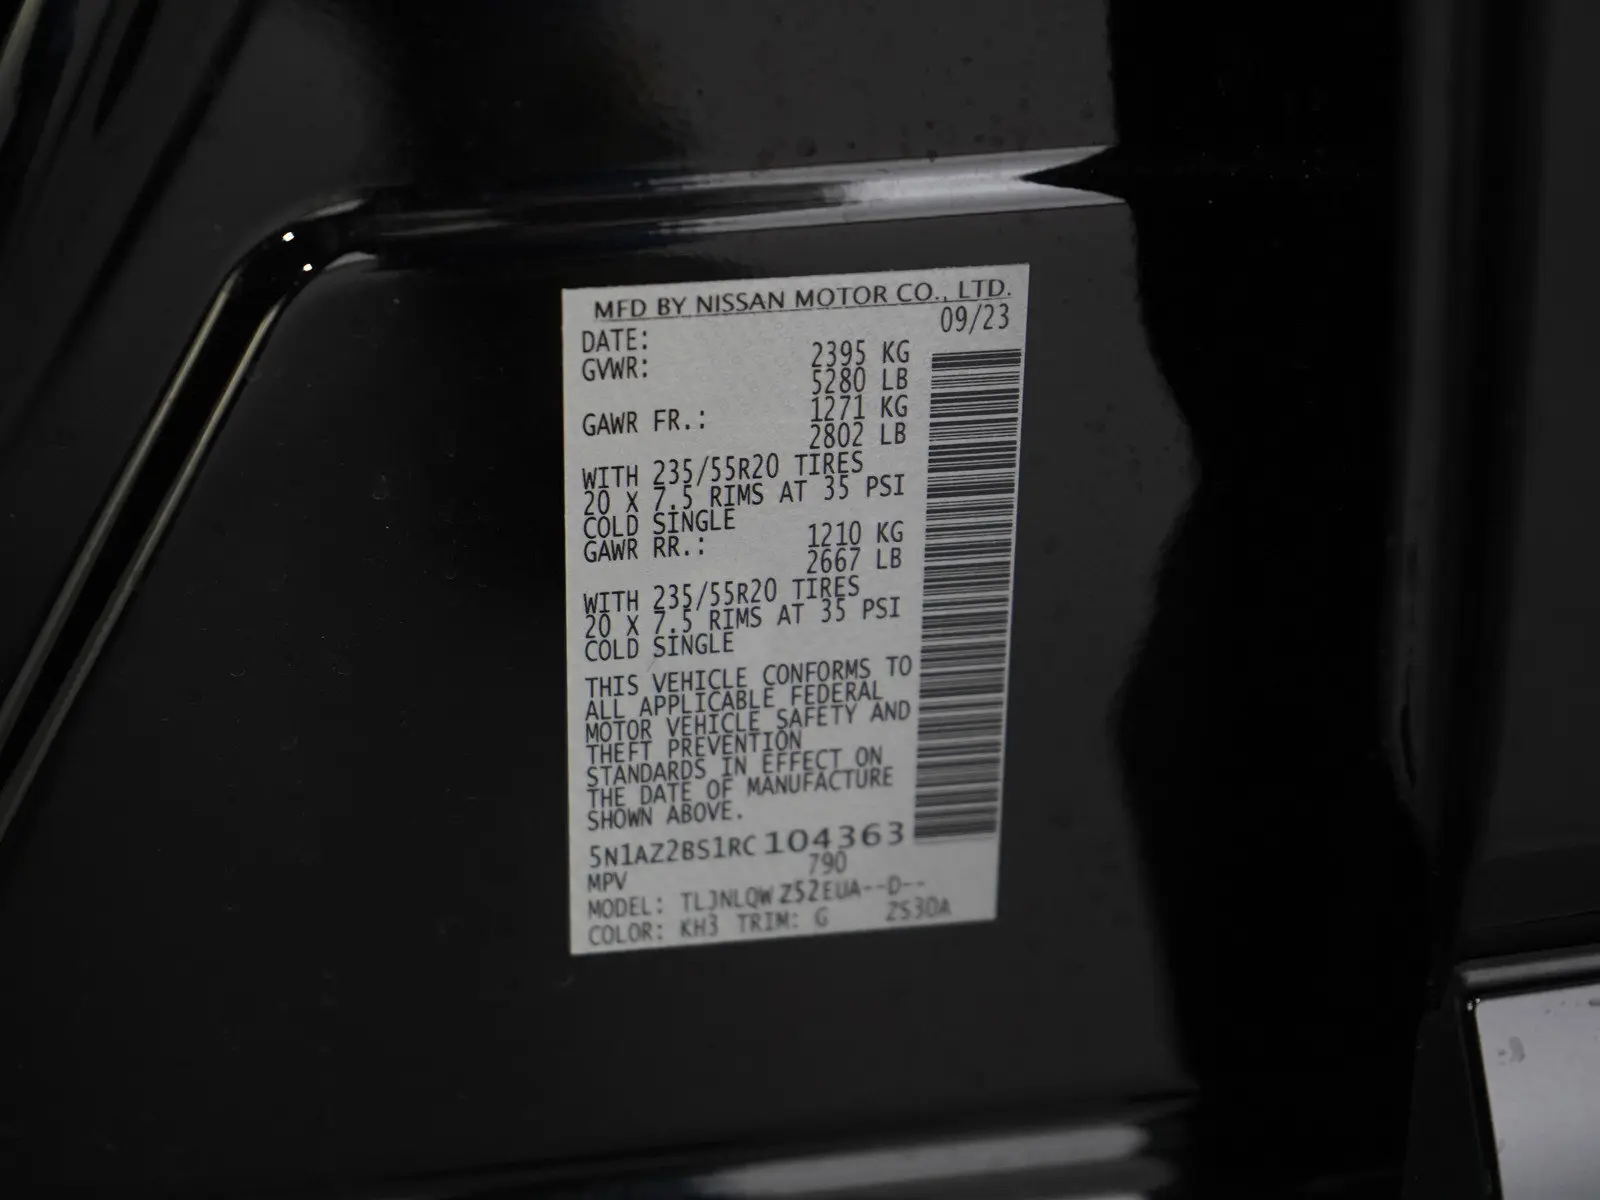 MFD BY NISSAN MOTOR CO., LTD.
DATE: 09/23
GVWR: 2395 KG
5280 LB
GAWR FR.: 1271 KG
2802 LB
WITH 235/55R20 TIRES
20 X 7.5 RIMS AT 35 PSI
COLD SINGLE
GAWR RR.: 1210 KG
2667 LB
WITH 235/55R20 TIRES
20 X 7.5 RIMS AT 35 PSI
COLD SINGLE
THIS VEHICLE CONFORMS TO
ALL APPLICABLE FEDERAL
MOTOR VEHICLE SAFETY AND
THEFT PREVENTION
STANDARDS IN EFFECT ON
THE DATE OF MANUFACTURE
SHOWN ABOVE.
5N1AZ2BS1RC104363
MPV 790
MODEL: TLJNLQWZ52EUA--D--
COLOR: KH3 TRIM: G ZS30A